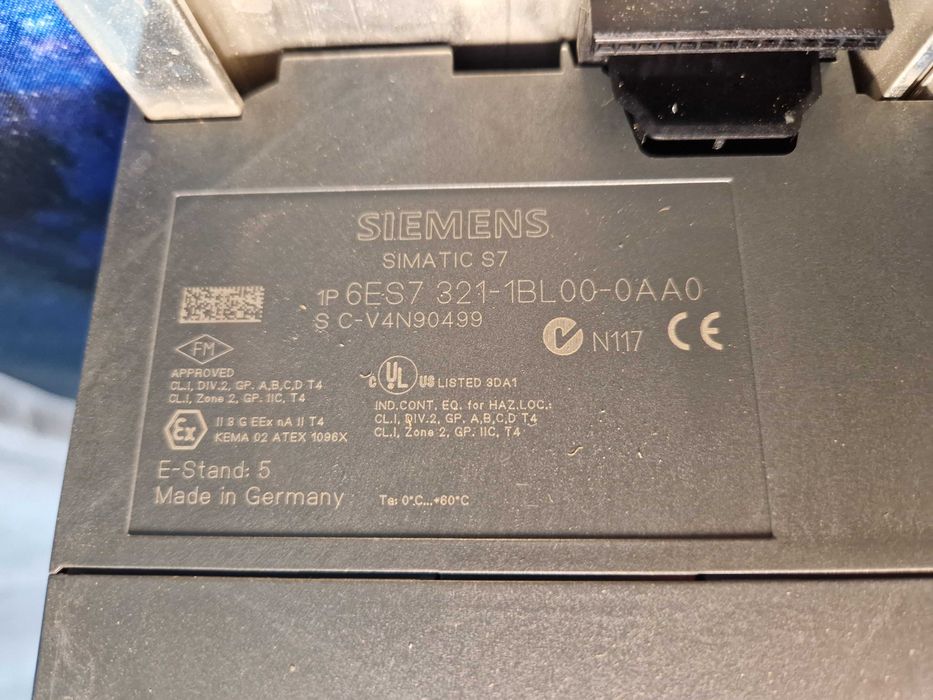 SIEMENS
SIMATIC S7
1P 6ES7 321-1BL00-0AA0
S C-V4N90499
N117 CE
FM
APPROVED
CL.I, DIV.2, GP. A,B,C,D T4
CL.I, Zone 2, GP. IIC, T4
c UL US LISTED 3DA1
IND.CONT. EQ. for HAZ.LOC.:
CL.I, DIV.2, GP. A,B,C,D T4
CL.I, Zone 2, GP. IIC, T4
Ex II 3 G EEx nA II T4
KEMA 02 ATEX 1096X
E-Stand: 5
Made in Germany
Ta: 0°C...+60°C